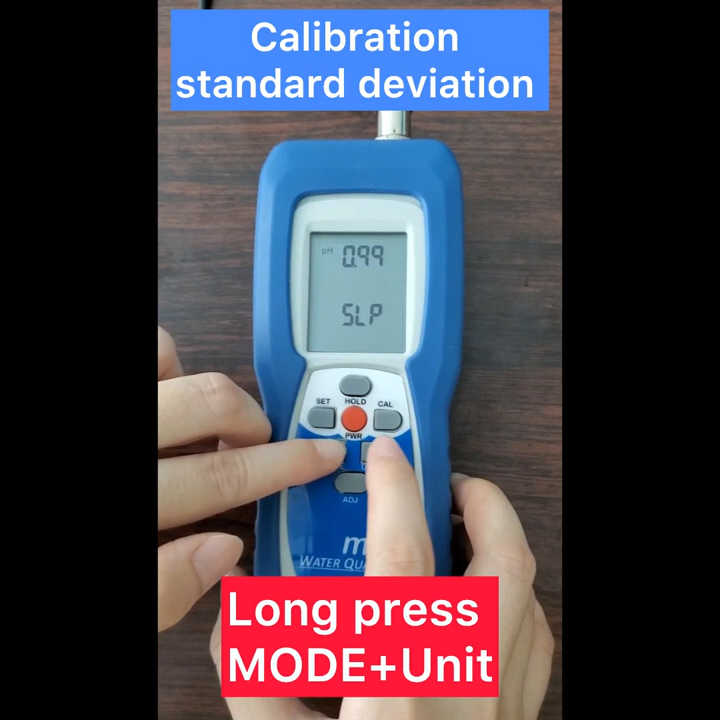 Calibration
standard deviation
pH 0.99
SLP
SET HOLD CAL
PWR
ADJ
m
WATER QUA
Long press
MODE+Unit